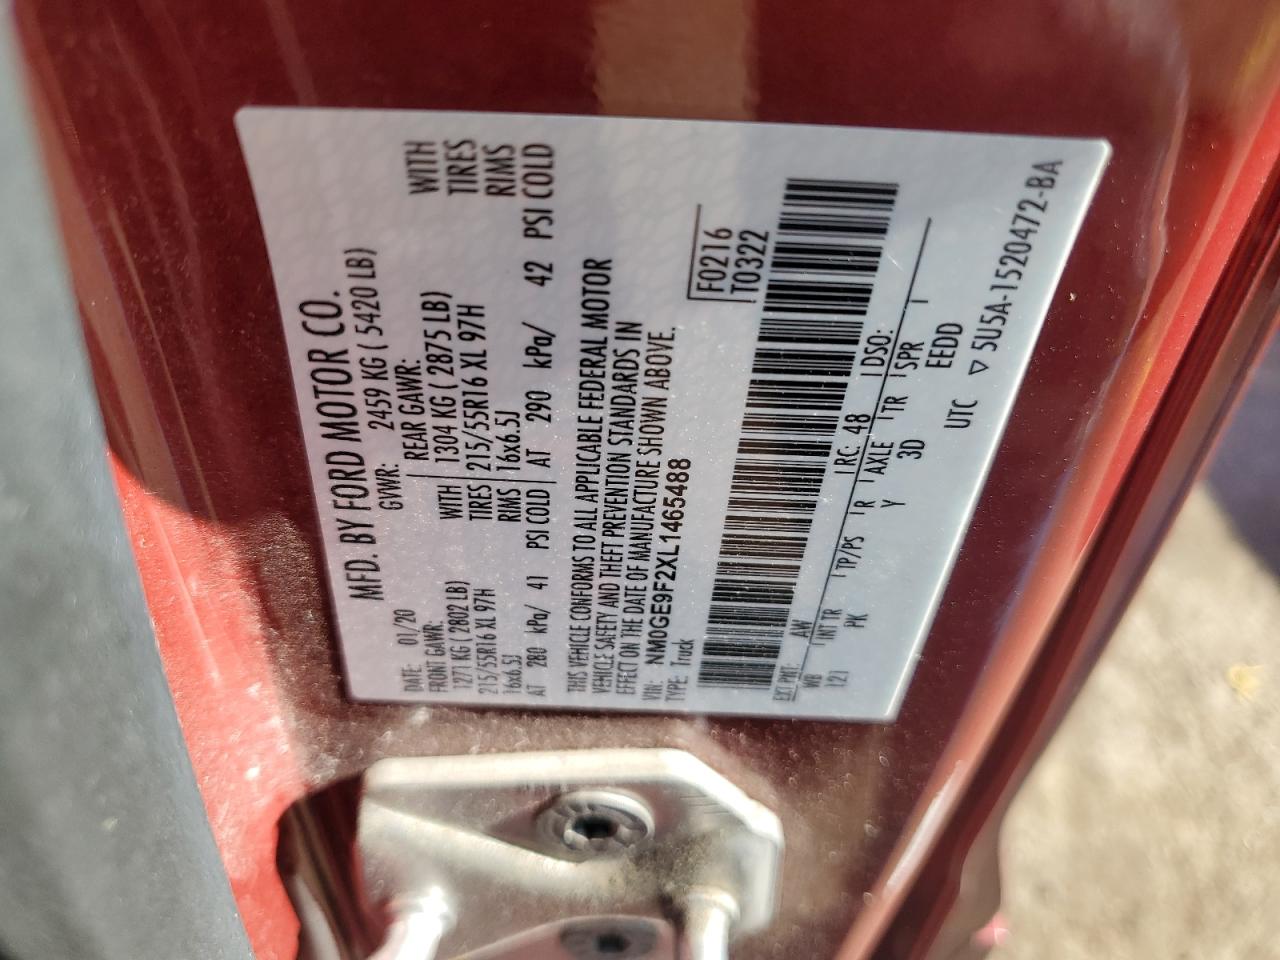 MFD. BY FORD MOTOR CO.
DATE: 01/20 GVWR: 2459 KG ( 5420 LB)
FRONT GAWR: REAR GAWR:
1271 KG ( 2802 LB) WITH 1304 KG ( 2875 LB) WITH
215/55R16 XL 97H TIRES 215/55R16 XL 97H TIRES
16x6.5J RIMS 16x6.5J RIMS
AT 280 kPa/ 41 PSI COLD AT 290 kPa/ 42 PSI COLD
THIS VEHICLE CONFORMS TO ALL APPLICABLE FEDERAL MOTOR
VEHICLE SAFETY AND THEFT PREVENTION STANDARDS IN
EFFECT ON THE DATE OF MANUFACTURE SHOWN ABOVE.
VIN: NM0GE9F2XL1465488 F0216
TYPE: Truck T0322
EXT PNT: AW RC: 48 DSO:
WB INT TR TP/PS R AXLE TR SPR
121 PK Y 3D EEDD
UTC ▽ 5U5A-1520472-BA